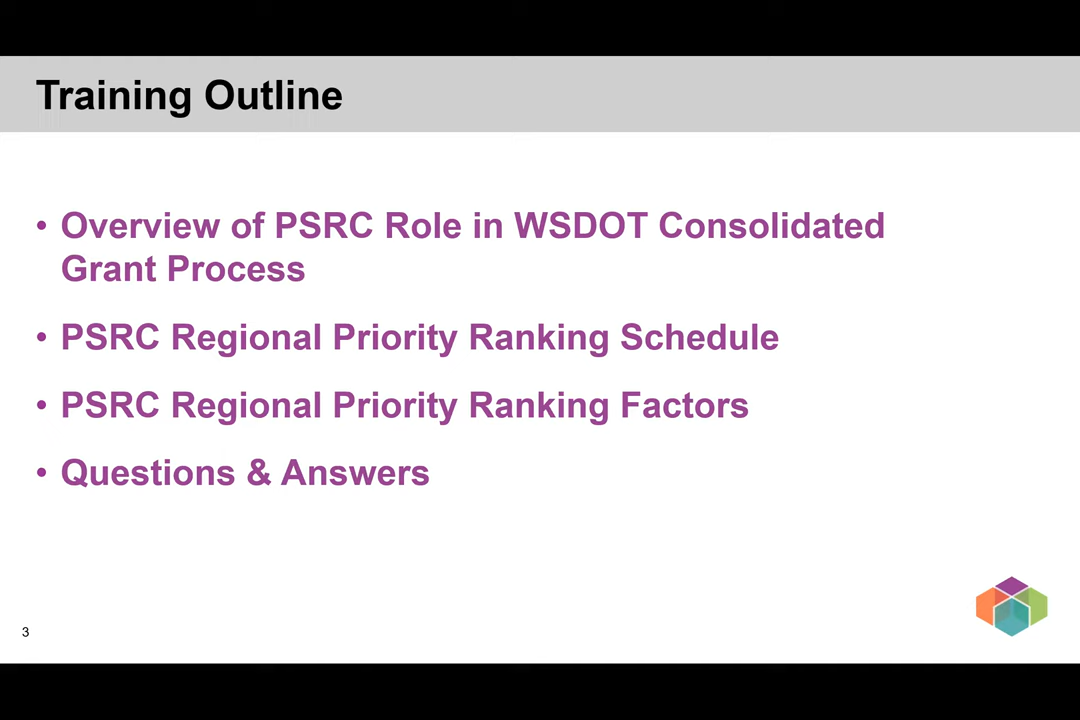 Training Outline
• Overview of PSRC Role in WSDOT Consolidated
Grant Process
• PSRC Regional Priority Ranking Schedule
• PSRC Regional Priority Ranking Factors
• Questions & Answers
3